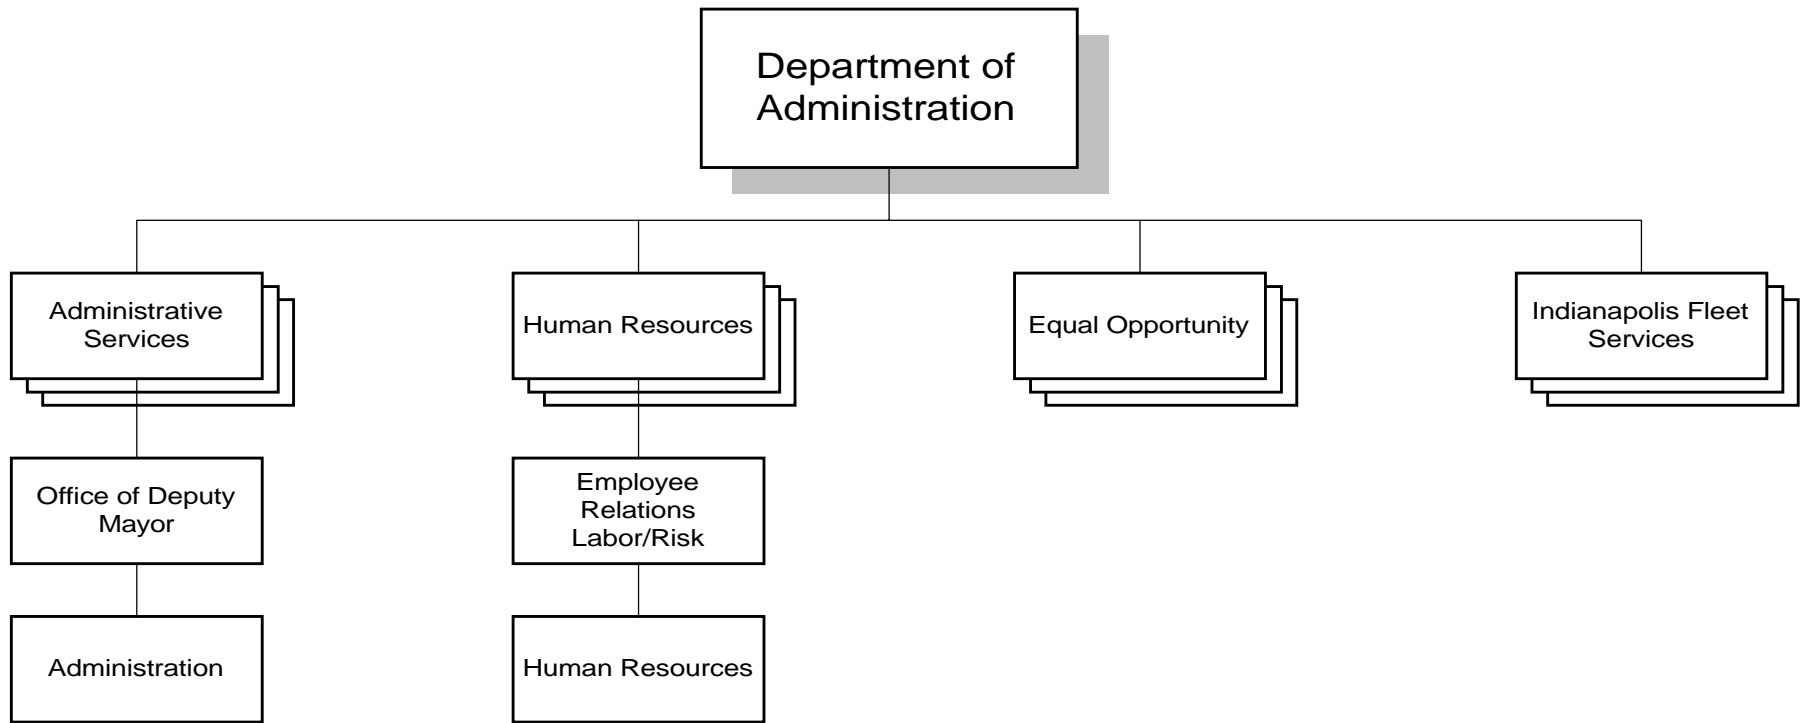 Department of
Administration
Administrative
Services
Human Resources
Equal Opportunity
Indianapolis Fleet
Services
Office of Deputy
Mayor
Employee
Relations
Labor/Risk
Administration
Human Resources